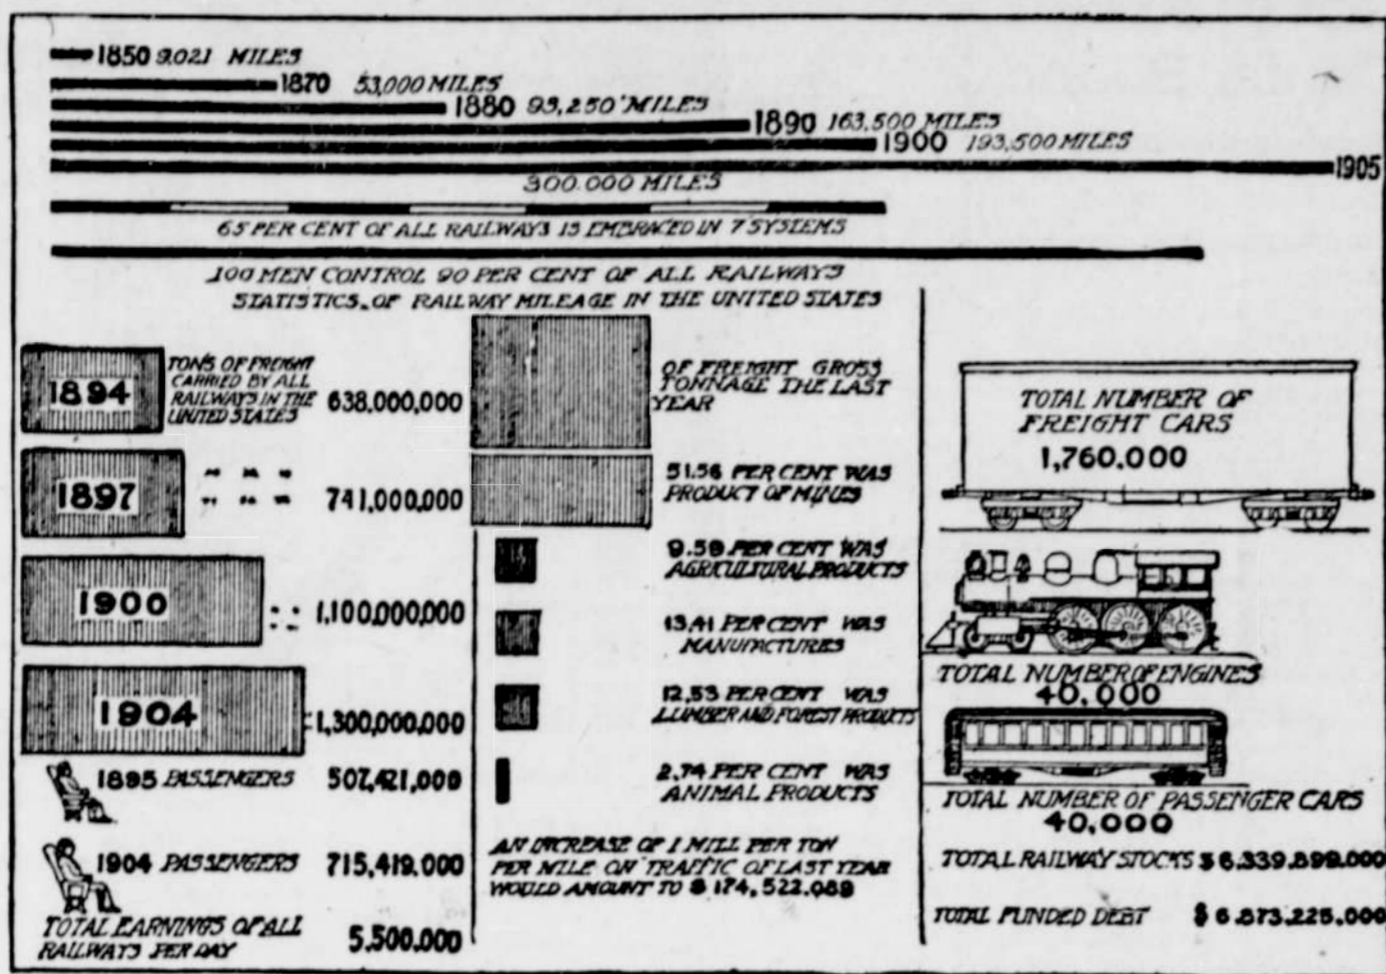 1850 9.021 MILES
1870 53,000 MILES
1880 93,250 MILES
1890 163,500 MILES
1900 193,500 MILES
1905
300.000 MILES
65 PER CENT OF ALL RAILWAYS IS EMBRACED IN 7 SYSTEMS
100 MEN CONTROL 90 PER CENT OF ALL RAILWAYS
STATISTICS OF RAILWAY MILEAGE IN THE UNITED STATES
1894
TONS OF FREIGHT
CARRIED BY ALL
RAILWAYS IN THE
UNITED STATES
638,000,000
1897
" " "
" " "
741,000,000
1900
" "
" "
1,100,000,000
1904
1,300,000,000
1895 PASSENGERS 507,421,000
1904 PASSENGERS 715,419,000
TOTAL EARNINGS OF ALL
RAILWAYS PER DAY
5,500,000
OF FREIGHT GROSS
TONNAGE THE LAST
YEAR
51.56 PER CENT WAS
PRODUCT OF MINES
9.59 PER CENT WAS
AGRICULTURAL PRODUCTS
13,41 PER CENT WAS
MANUFACTURES
12,53 PER CENT WAS
LUMBER AND FOREST PRODUCTS
2,74 PER CENT WAS
ANIMAL PRODUCTS
AN INCREASE OF 1 MILL PER TON
PER MILE ON TRAFFIC OF LAST YEAR
WOULD AMOUNT TO $174,522,089
TOTAL NUMBER OF
FREIGHT CARS
1,760.000
TOTAL NUMBER OF ENGINES
40,000
TOTAL NUMBER OF PASSENGER CARS
40,000
TOTAL RAILWAY STOCKS $6.339.899.000
TOTAL FUNDED DEBT $6.873.225,000